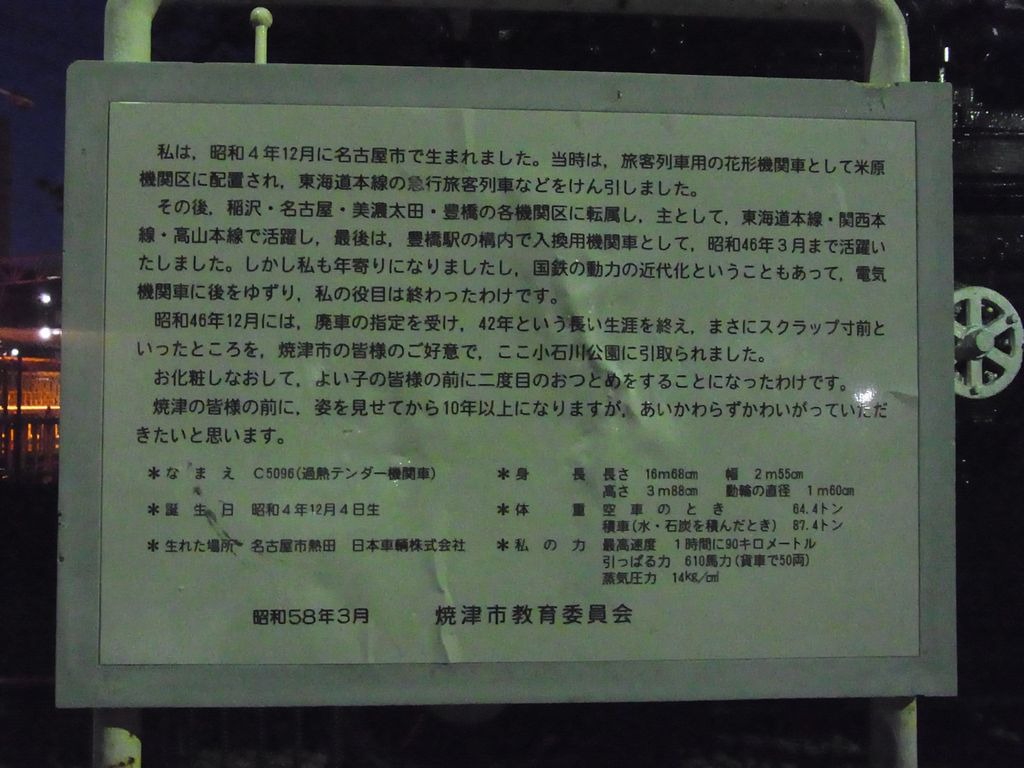 私は，昭和４年12月に名古屋市で生まれました。当時は，旅客列車用の花形機関車として米原
機関区に配置され，東海道本線の急行旅客列車などをけん引しました。
その後，稲沢・名古屋・美濃太田・豊橋の各機関区に転属し，主として，東海道本線・関西本
線・高山本線で活躍し，最後は，豊橋駅の構内で入換用機関車として，昭和46年３月まで活躍い
たしました。しかし私も年寄りになりましたし，国鉄の動力の近代化ということもあって，電気
機関車に後をゆずり，私の役目は終わったわけです。
昭和46年12月には，廃車の指定を受け，42年という長い生涯を終え，まさにスクラップ寸前と
いったところを，焼津市の皆様のご好意で，ここ小石川公園に引取られました。
お化粧しなおして，よい子の皆様の前に二度目のおつとめをすることになったわけです。
焼津の皆様の前に，姿を見せてから10年以上になりますが，あいかわらずかわいがっていただ
きたいと思います。
＊なまえ　Ｃ5096(過熱テンダー機関車)　＊身長　長さ　16m68cm　幅　2m55cm
高さ　3m88cm　動輪の直径　1m60cm
＊誕生日　昭和４年12月４日生　＊体重　空車のとき　64.4トン
積車(水・石炭を積んだとき)　87.4トン
＊生れた場所　名古屋市熱田　日本車輌株式会社　＊私の力　最高速度　１時間に90キロメートル
引っぱる力　610馬力(貨車で50両)
蒸気圧力　14kg/c㎡
昭和58年３月　焼津市教育委員会